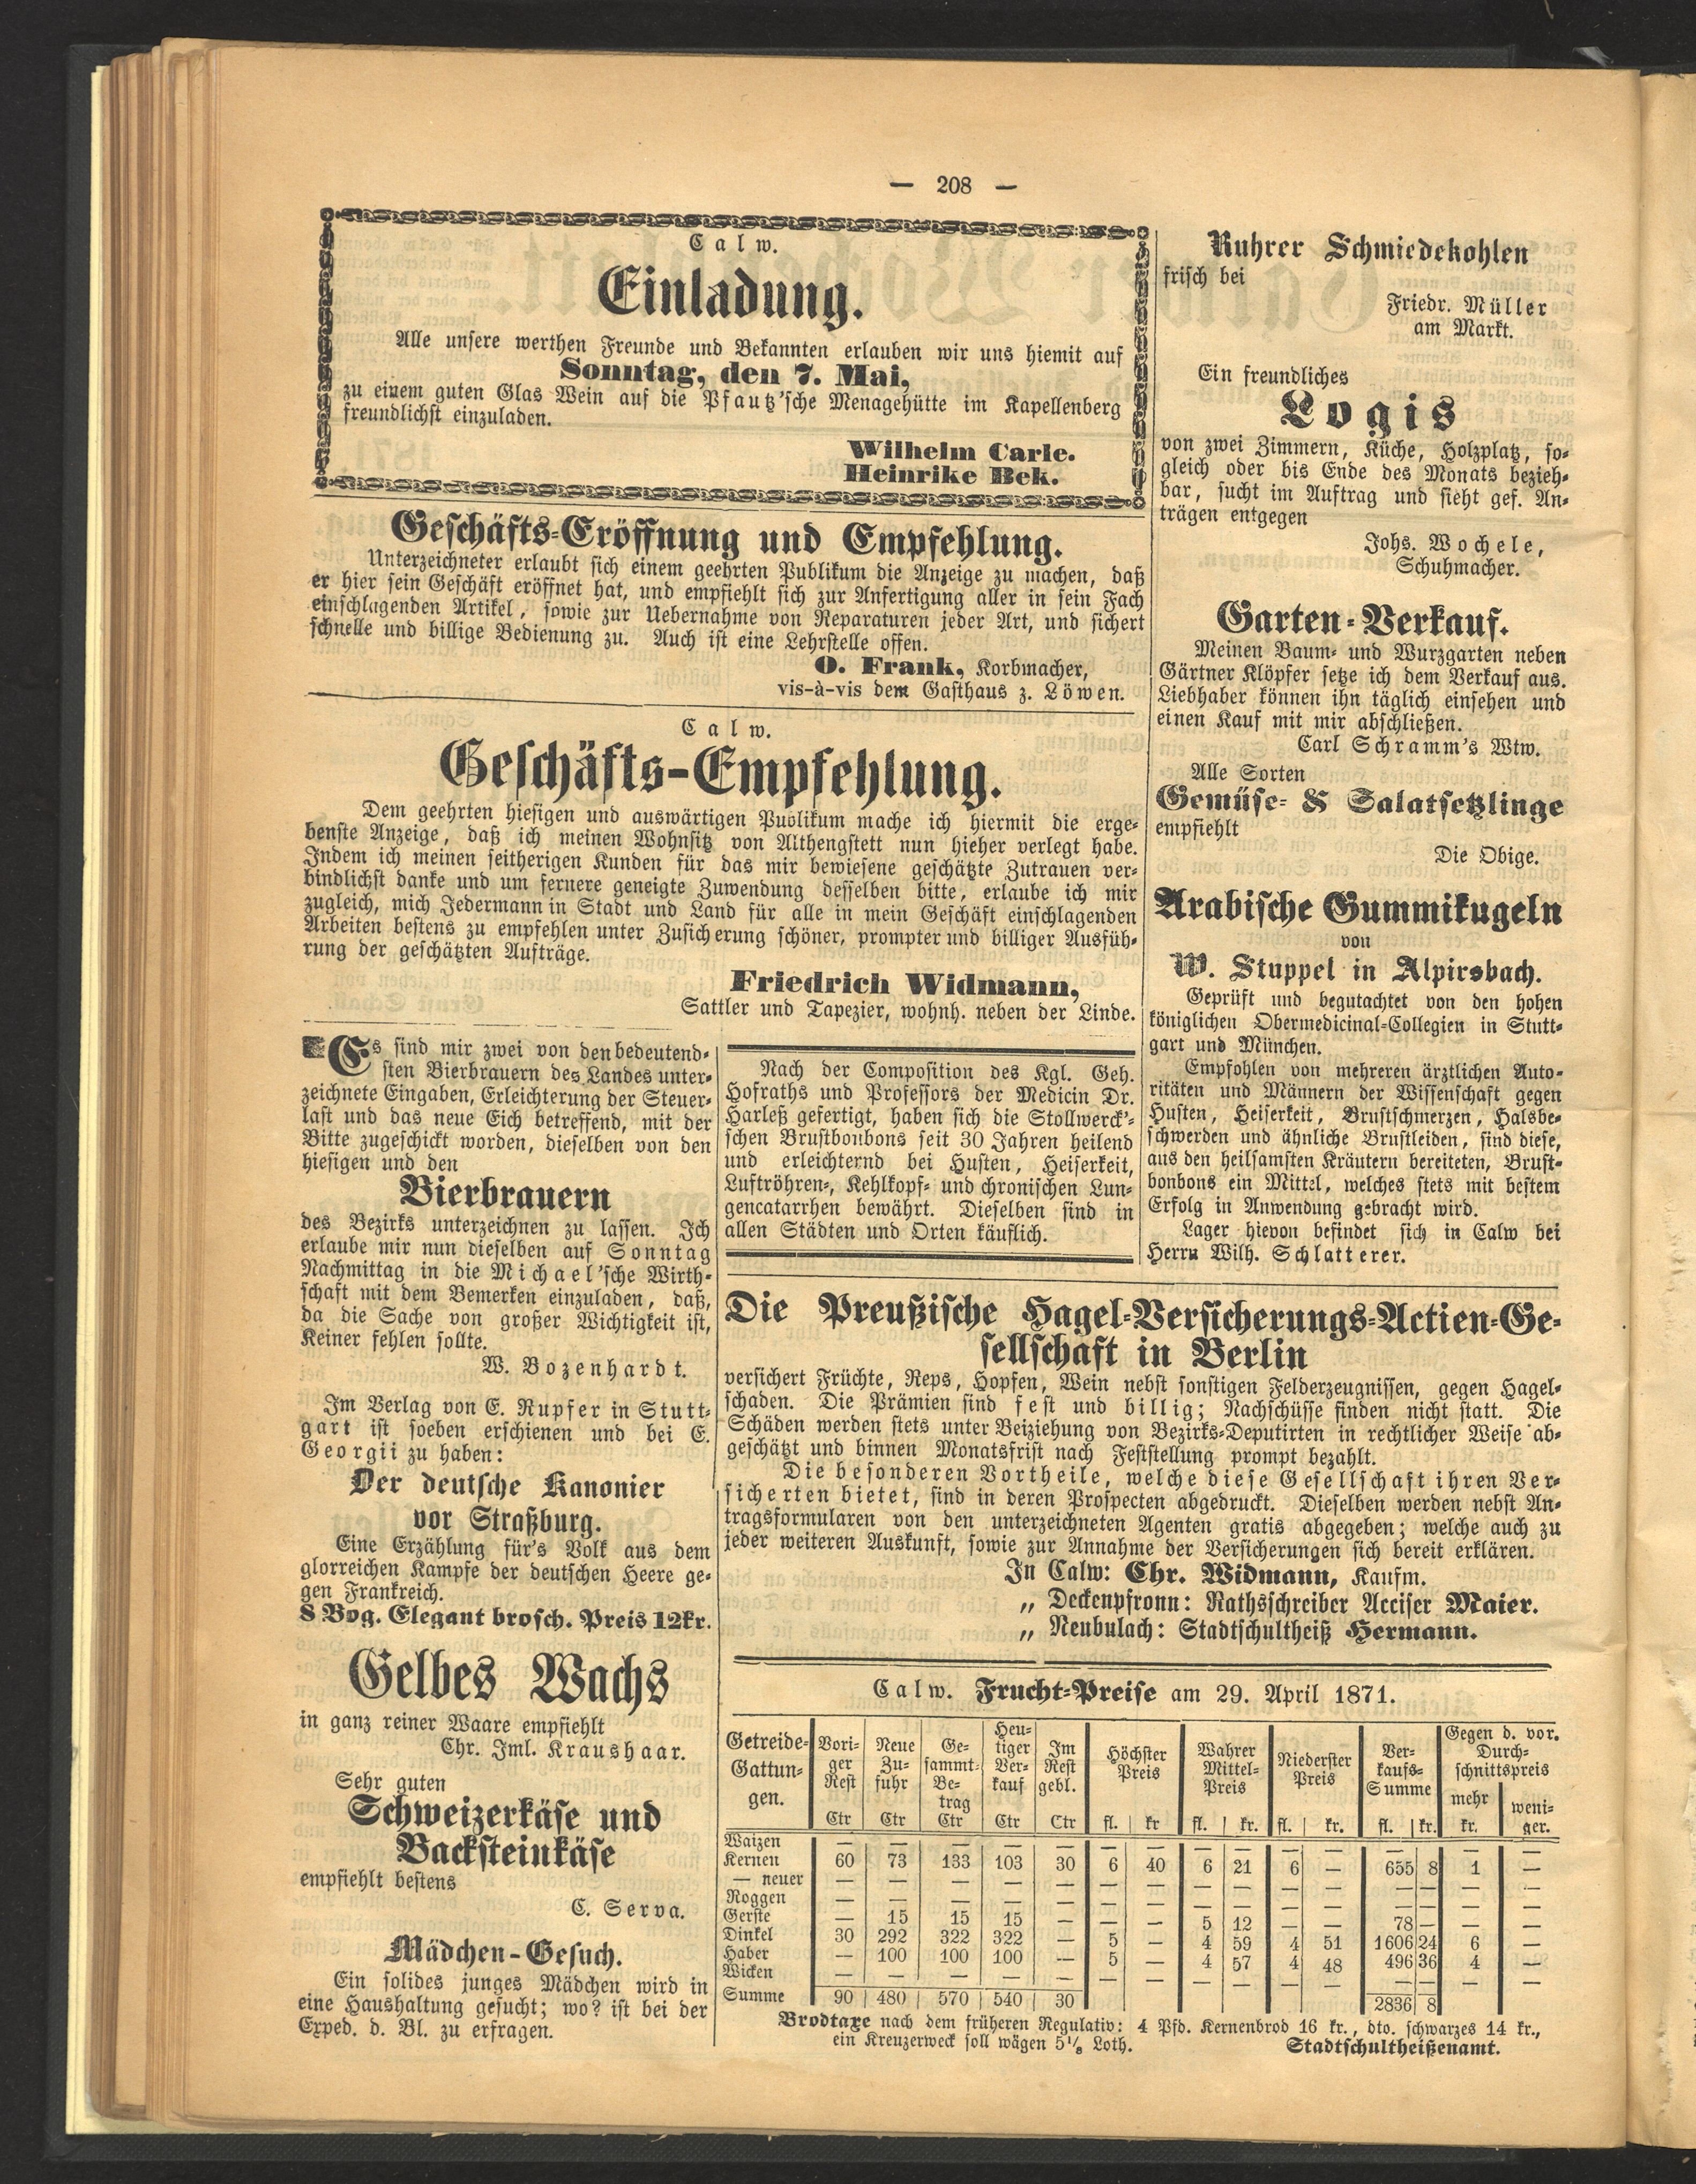 — 208 —
Calw.
Einladung.
Alle unsere werthen Freunde und Bekannten erlauben wir uns hiemit auf
Sonntag, den 7. Mai,
zu einem guten Glas Wein auf die Pfautz'sche Menagehütte im Kapellenberg
freundlichst einzuladen.
Wilhelm Carle.
Heinrike Bek.
Geschäfts-Eröffnung und Empfehlung.
Unterzeichneter erlaubt sich einem geehrten Publikum die Anzeige zu machen, daß
er hier sein Geschäft eröffnet hat, und empfiehlt sich zur Anfertigung aller in sein Fach
einschlagenden Artikel, sowie zur Uebernahme von Reparaturen jeder Art, und sichert
schnelle und billige Bedienung zu. Auch ist eine Lehrstelle offen.
O. Frank, Korbmacher,
vis-à-vis dem Gasthaus z. Löwen.
Calw.
Geschäfts-Empfehlung.
Dem geehrten hiesigen und auswärtigen Publikum mache ich hiermit die erge-
benste Anzeige, daß ich meinen Wohnsitz von Althengstett nun hieher verlegt habe.
Indem ich meinen seitherigen Kunden für das mir bewiesene geschätzte Zutrauen ver-
bindlichst danke und um fernere geneigte Zuwendung desselben bitte, erlaube ich mir
zugleich, mich Jedermann in Stadt und Land für alle in mein Geschäft einschlagenden
Arbeiten bestens zu empfehlen unter Zusicherung schöner, prompter und billiger Ausfüh-
rung der geschätzten Aufträge.
Friedrich Widmann,
Sattler und Tapezier, wohnh. neben der Linde.
Es sind mir zwei von den bedeutend-
sten Bierbrauern des Landes unter-
zeichnete Eingaben, Erleichterung der Steuer-
last und das neue Eich betreffend, mit der
Bitte zugeschickt worden, dieselben von den
hiesigen und den
Bierbrauern
des Bezirks unterzeichnen zu lassen. Ich
erlaube mir nun dieselben auf Sonntag
Nachmittag in die Michael'sche Wirth-
schaft mit dem Bemerken einzuladen, daß,
da die Sache von großer Wichtigkeit ist,
Keiner fehlen sollte.
W. Bozenhardt.
Im Verlag von E. Rupfer in Stutt-
gart ist soeben erschienen und bei E.
Georgii zu haben:
Der deutsche Kanonier
vor Straßburg.
Eine Erzählung für's Volk aus dem
glorreichen Kampfe der deutschen Heere ge-
gen Frankreich.
8 Bog. Elegant brosch. Preis 12kr.
Gelbes Wachs
in ganz reiner Waare empfiehlt
Chr. Iml. Kraushaar.
Sehr guten
Schweizerkäse und
Backsteinkäse
empfiehlt bestens
C. Serva.
Mädchen-Gesuch.
Ein solides junges Mädchen wird in
eine Haushaltung gesucht; wo? ist bei der
Exped. d. Bl. zu erfragen.
Nach der Composition des Kgl. Geh.
Hofraths und Professors der Medicin Dr.
Harleß gefertigt, haben sich die Stollwerck'-
schen Brustbonbons seit 30 Jahren heilend
und erleichternd bei Husten, Heiserkeit,
Luftröhren-, Kehlkopf- und chronischen Lun-
gencatarrhen bewährt. Dieselben sind in
allen Städten und Orten käuflich.
Ruhrer Schmiedekohlen
frisch bei
Friedr. Müller
am Markt.
Ein freundliches
Logis
von zwei Zimmern, Küche, Holzplatz, so-
gleich oder bis Ende des Monats bezieh-
bar, sucht im Auftrag und sieht gef. An-
trägen entgegen
Johs. Wochele,
Schuhmacher.
Garten-Verkauf.
Meinen Baum- und Wurzgarten neben
Gärtner Klöpfer setze ich dem Verkauf aus.
Liebhaber können ihn täglich einsehen und
einen Kauf mit mir abschließen.
Carl Schramm's Wtw.
Alle Sorten
Gemüse- & Salatsetzlinge
empfiehlt
Die Obige.
Arabische Gummikugeln
von
W. Stuppel in Alpirsbach.
Geprüft und begutachtet von den hohen
königlichen Obermedicinal-Collegien in Stutt-
gart und München.
Empfohlen von mehreren ärztlichen Auto-
ritäten und Männern der Wissenschaft gegen
Husten, Heiserkeit, Brustschmerzen, Halsbe-
schwerden und ähnliche Brustleiden, sind diese,
aus den heilsamsten Kräutern bereiteten, Brust-
bonbons ein Mittel, welches stets mit bestem
Erfolg in Anwendung gebracht wird.
Lager hievon befindet sich in Calw bei
Herrn Wilh. Schlatterer.
Die Preußische Hagel-Versicherungs-Actien-Ge-
sellschaft in Berlin
versichert Früchte, Reps, Hopfen, Wein nebst sonstigen Felderzeugnissen, gegen Hagel-
schaden. Die Prämien sind fest und billig; Nachschüsse finden nicht statt. Die
Schäden werden stets unter Beiziehung von Bezirks-Deputirten in rechtlicher Weise ab-
geschätzt und binnen Monatsfrist nach Feststellung prompt bezahlt.
Die besonderen Vortheile, welche diese Gesellschaft ihren Ver-
sicherten bietet, sind in deren Prospecten abgedruckt. Dieselben werden nebst An-
tragsformularen von den unterzeichneten Agenten gratis abgegeben; welche auch zu
jeder weiteren Auskunft, sowie zur Annahme der Versicherungen sich bereit erklären.
In Calw: Chr. Widmann, Kaufm.
„ Deckenpfronn: Rathsschreiber Acciser Maier.
„ Neubulach: Stadtschultheiß Hermann.
Calw. Frucht-Preise am 29. April 1871.
Getreide-Gattun-gen. | Vori-ger Rest | Neue Zu-fuhr | Ge-sammt-Be-trag | Heu-tiger Ver-kauf | Im Rest gebl. | Höchster Preis | Wahrer Mittel-Preis | Niederster Preis | Ver-kaufs-Summe | Gegen d. vor. Durch-schnittspreis mehr | weni-ger.
Ctr | Ctr | Ctr | Ctr | Ctr | fl. | kr | fl. | kr. | fl. | kr. | fl. | kr. | kr.
Waizen — — — — — — — — — — — — — — —
Kernen 60 73 133 103 30 6 40 6 21 6 — 655 8 1 —
— neuer — — — — — — — — — — — — — — —
Roggen — — — — — — — — — — — — — — —
Gerste — 15 15 15 — — — 5 12 — — 78 — — —
Dinkel 30 292 322 322 — 5 — 4 59 4 51 1606 24 6 —
Haber — 100 100 100 — 5 — 4 57 4 48 496 36 4 —
Wicken — — — — — — — — — — — — — — —
Summe 90 480 570 540 30 2836 8
Brodtaxe nach dem früheren Regulativ: 4 Pfd. Kernenbrod 16 kr., dto. schwarzes 14 kr.,
ein Kreuzerweck soll wägen 5⅛ Loth.
Stadtschultheißenamt.